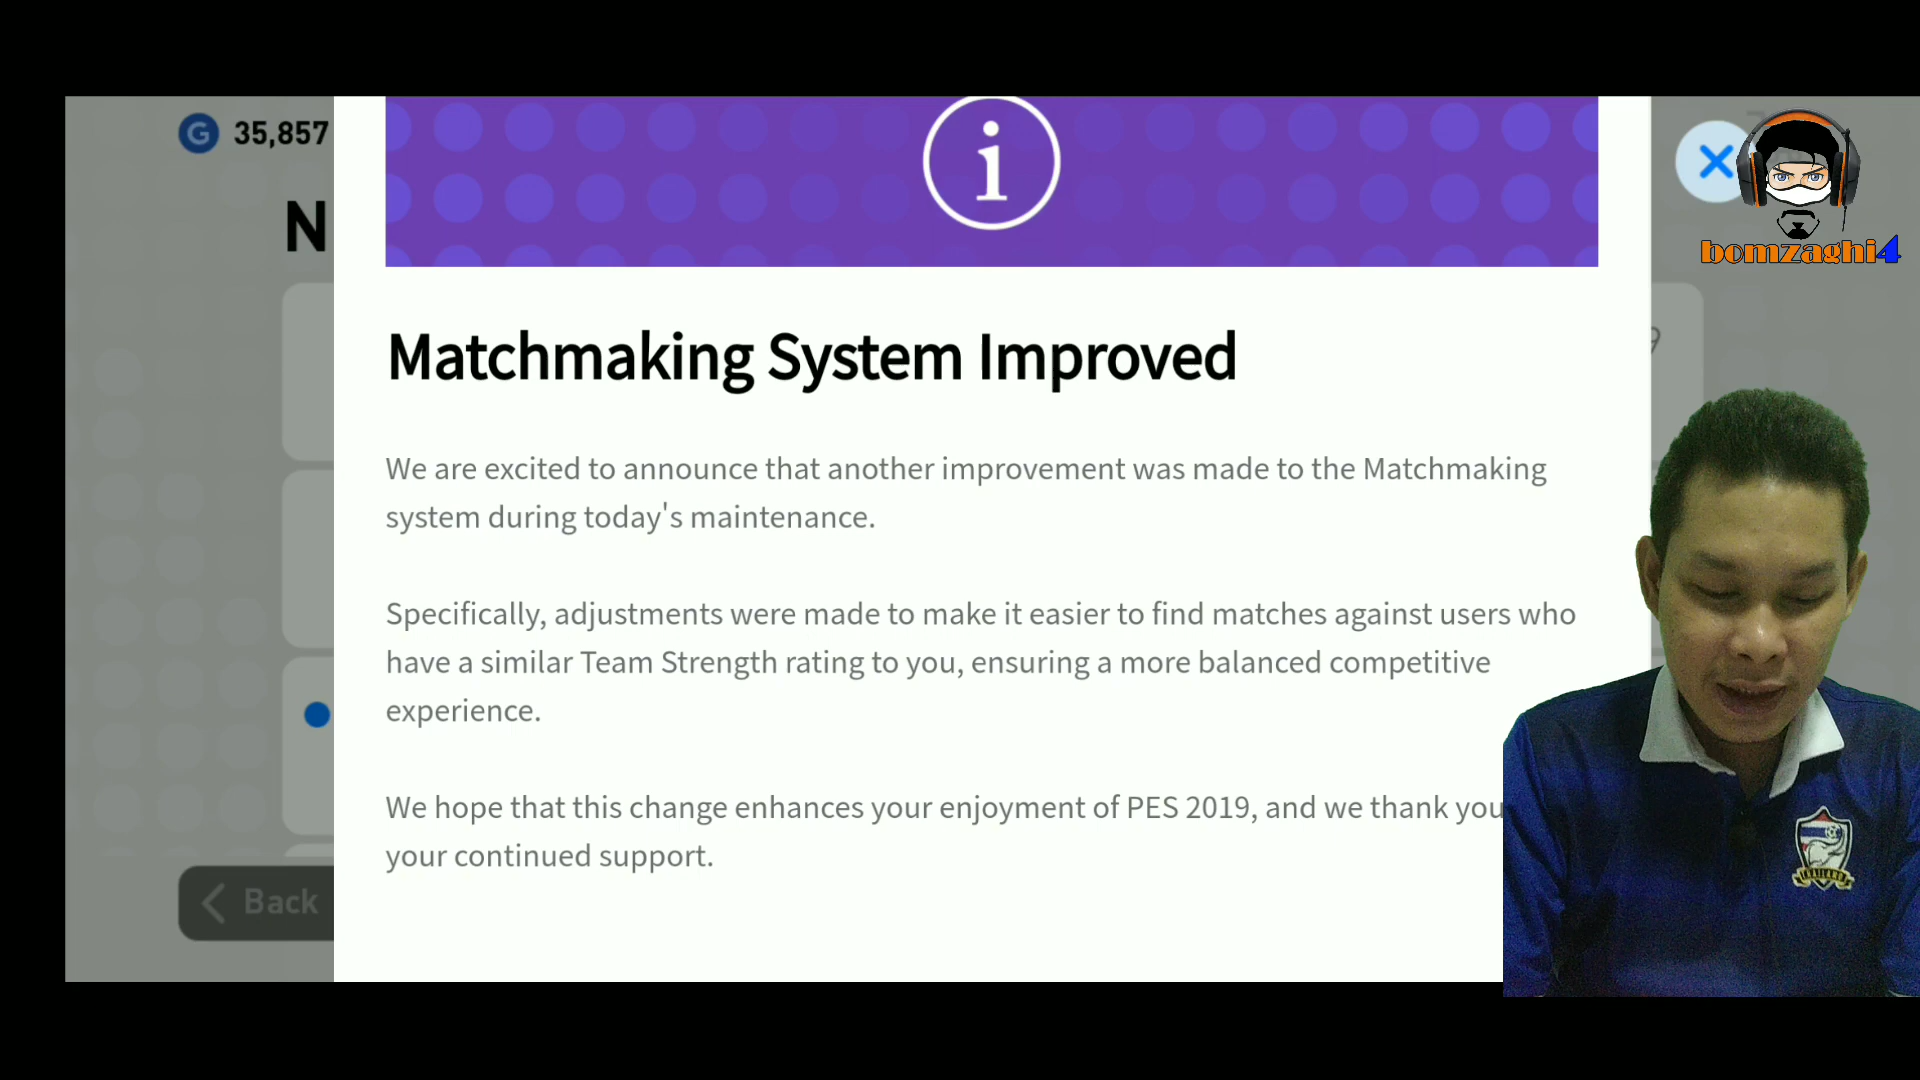 35,857
N
Matchmaking System Improved
We are excited to announce that another improvement was made to the Matchmaking
system during today's maintenance.
Specifically, adjustments were made to make it easier to find matches against users who
have a similar Team Strength rating to you, ensuring a more balanced competitive
experience.
We hope that this change enhances your enjoyment of PES 2019, and we thank you
your continued support.
Back
bomzaghi4
THAILAND